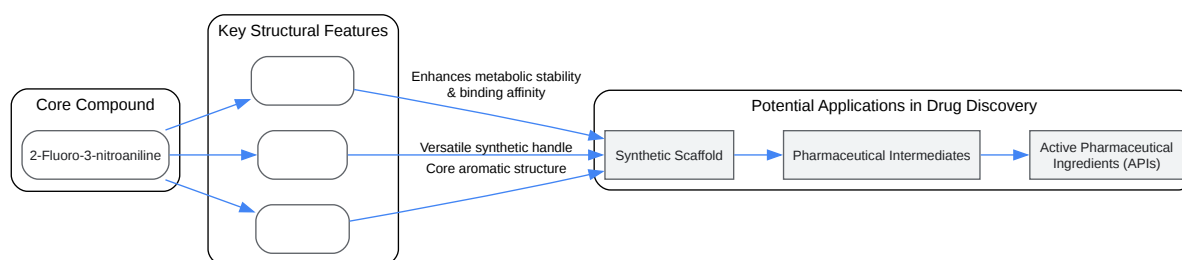 Key Structural Features
Enhances metabolic stability
& binding affinity
Core Compound
Potential Applications in Drug Discovery
2-Fluoro-3-nitroaniline
Versatile synthetic handle
Core aromatic structure
Synthetic Scaffold
Pharmaceutical Intermediates
Active Pharmaceutical
Ingredients (APIs)